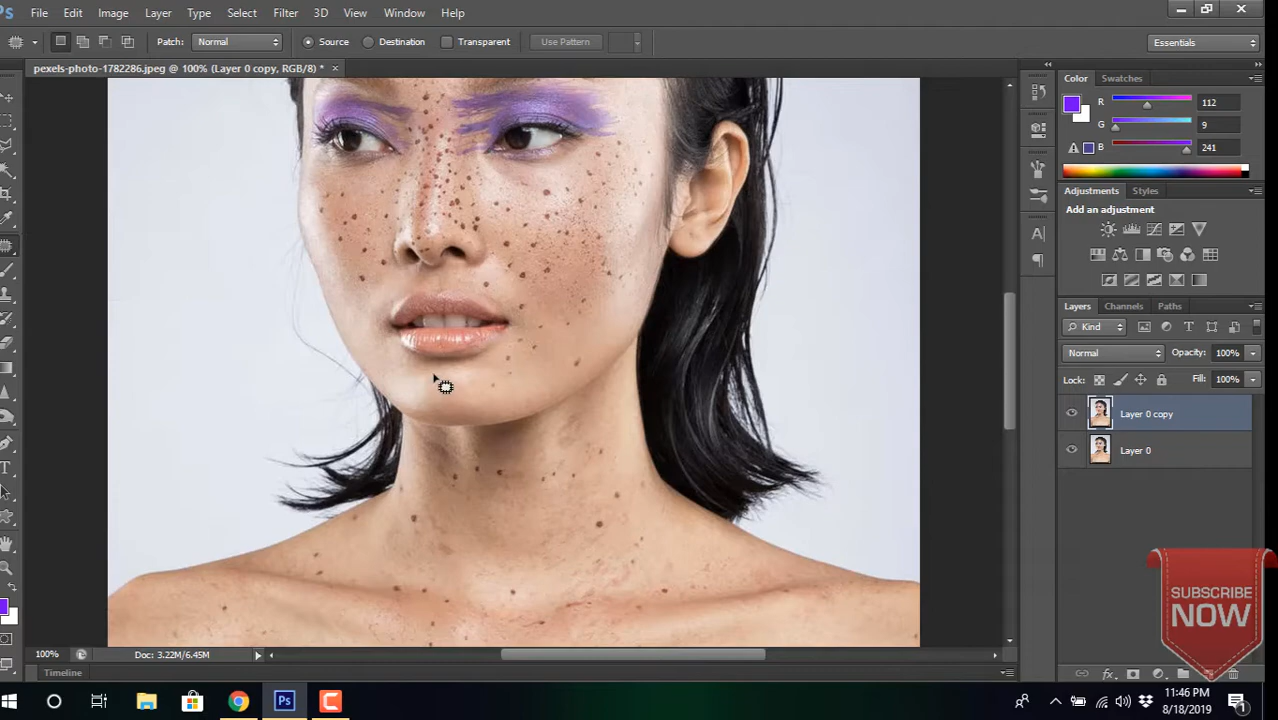 Ps File Edit Image Layer Type Select Filter 3D View Window Help
Patch: Normal Source Destination Transparent Use Pattern Essentials
pexels-photo-1782286.jpeg @ 100% (Layer 0 copy, RGB/8) * ×
Color Swatches
R 112
G 9
B 241
Adjustments Styles
Add an adjustment
Layers Channels Paths
Kind
Normal Opacity: 100%
Lock: Fill: 100%
Layer 0 copy
Layer 0
SUBSCRIBE
NOW
100% Doc: 3.22M/6.45M
Timeline
Ps
11:46 PM
8/18/2019
1